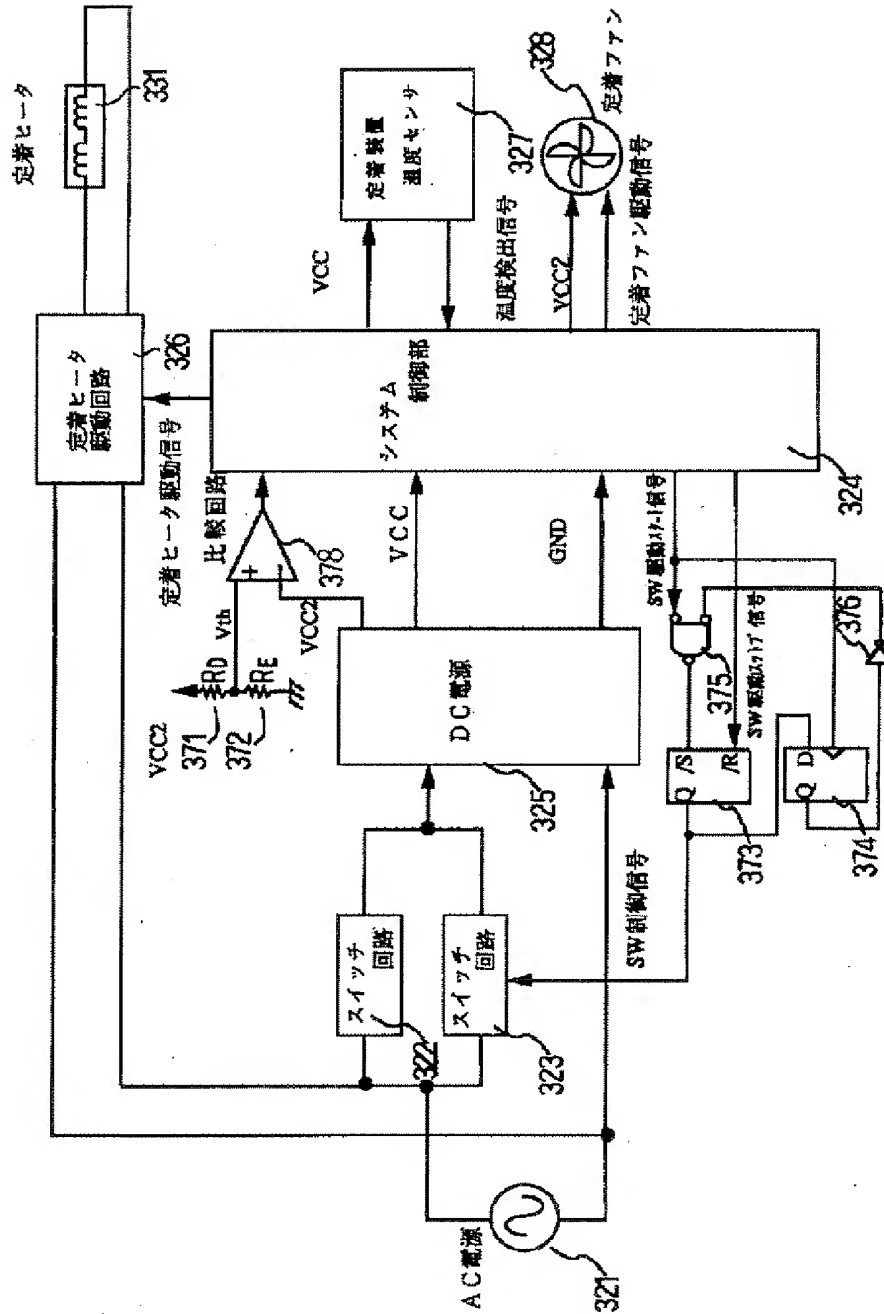 定着ヒータ
331
定着ヒータ
駆動回路
326
定着ヒータ駆動信号
定着装置
温度センサ
327
VCC
温度検出信号
VCC2
定着ファン駆動信号
定着ファン
328
システム
制御部
324
比較回路
378
+
Vth
VCC2
VCC2
RD
371
RE
372
VCC
GND
DC電源
325
スイッチ
回路
322
スイッチ
回路
323
AC電源
321
SW制御信号
SW駆動スタート信号
SW駆動ストップ信号
375
376
Q
/S
/R
373
Q
D
374